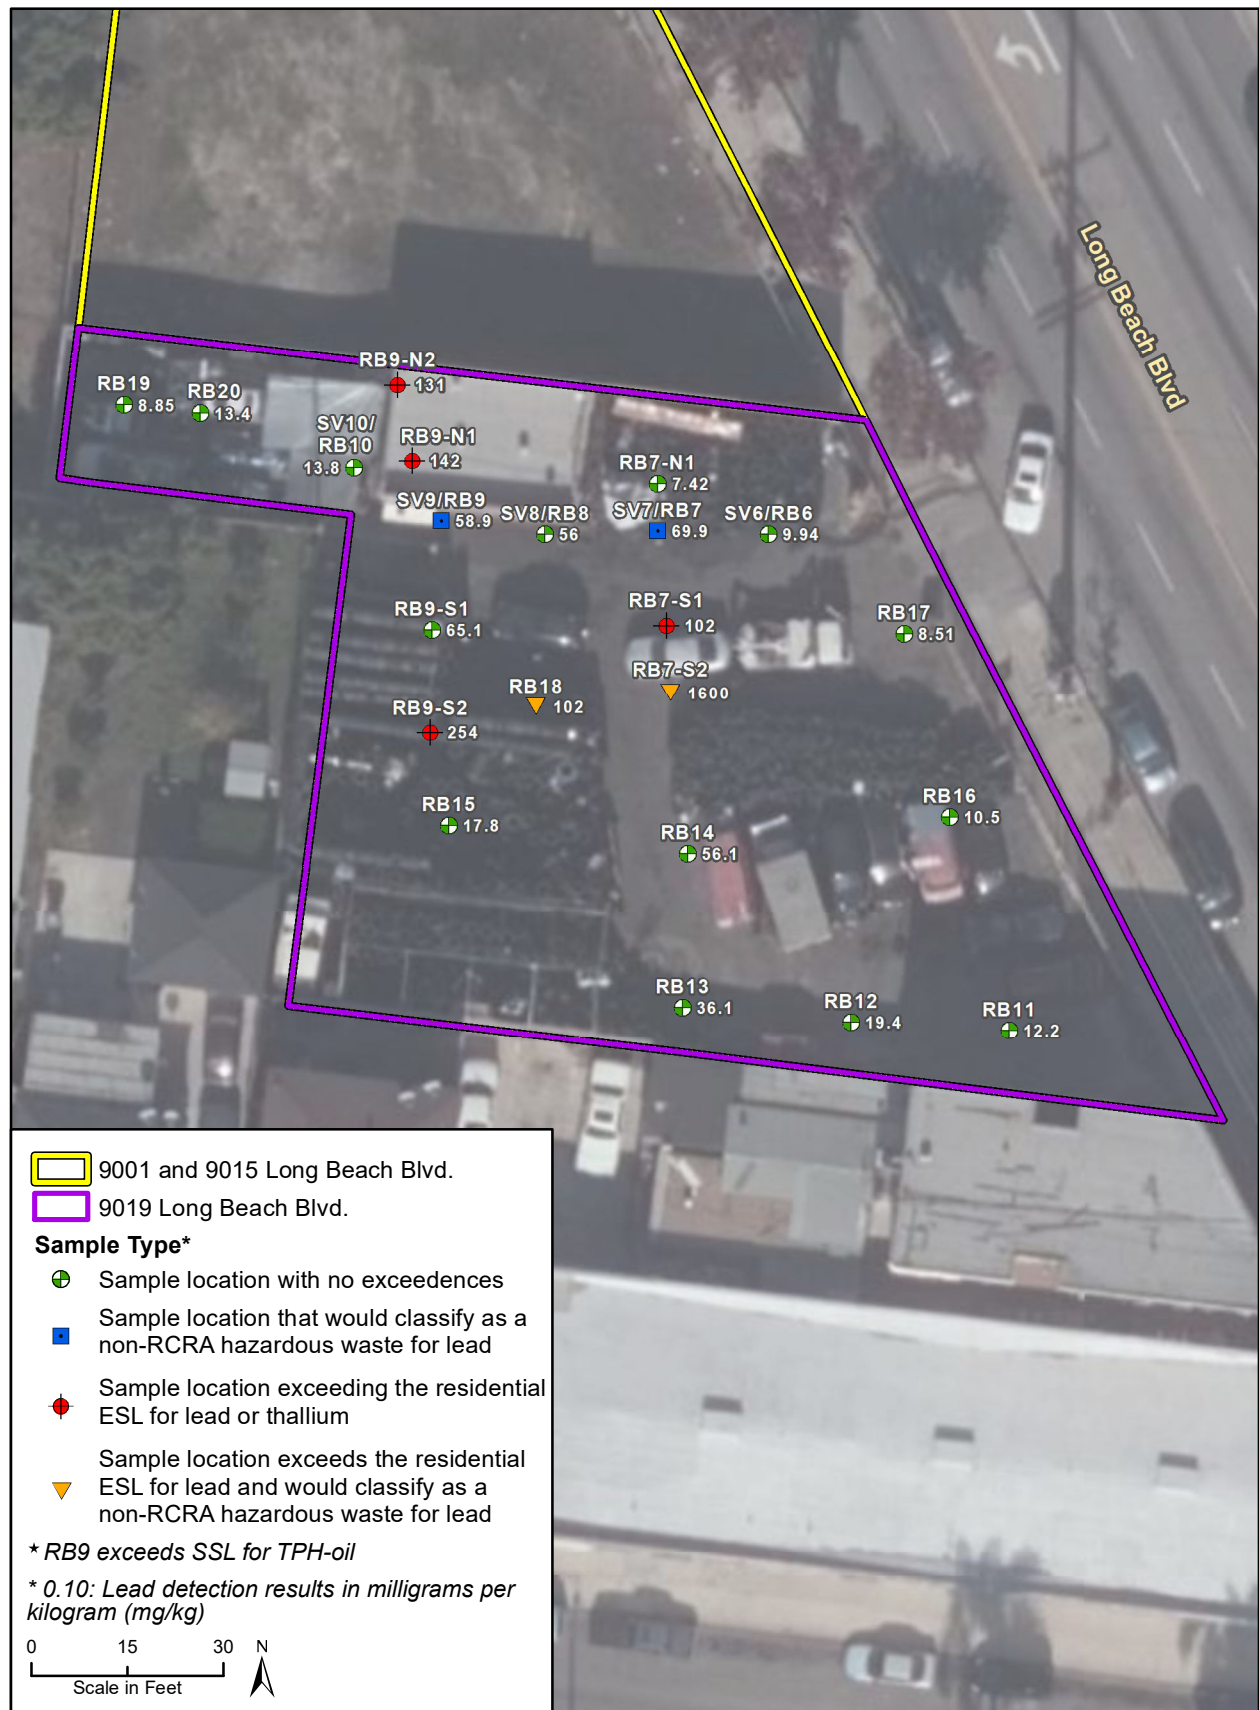 Long Beach Blvd
RB9-N2
131
RB19
8.85
RB20
13.4
SV10/
RB10
13.8
RB9-N1
142
RB7-N1
7.42
SV9/RB9
58.9
SV8/RB8
56
SV7/RB7
69.9
SV6/RB6
9.94
RB9-S1
65.1
RB7-S1
102
RB17
8.51
RB7-S2
1600
RB18
102
RB9-S2
254
RB15
17.8
RB16
10.5
RB14
56.1
RB13
36.1
RB12
19.4
RB11
12.2
9001 and 9015 Long Beach Blvd.
9019 Long Beach Blvd.
Sample Type*
Sample location with no exceedences
Sample location that would classify as a
non-RCRA hazardous waste for lead
Sample location exceeding the residential
ESL for lead or thallium
Sample location exceeds the residential
ESL for lead and would classify as a
non-RCRA hazardous waste for lead
★ RB9 exceeds SSL for TPH-oil
* 0.10: Lead detection results in milligrams per
kilogram (mg/kg)
0 15 30 N
Scale in Feet